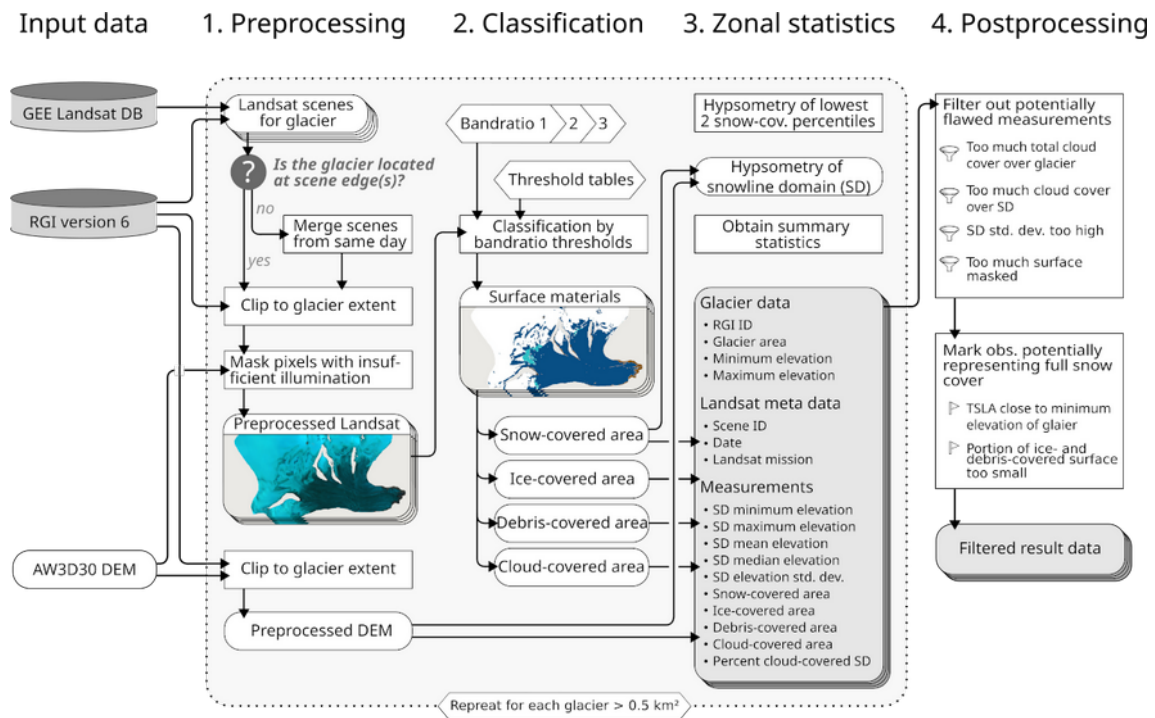 Input data
1. Preprocessing
2. Classification
3. Zonal statistics
4. Postprocessing
GEE Landsat DB
RGI version 6
AW3D30 DEM
Landsat scenes
for glacier
?
Is the glacier located
at scene edge(s)?
no
yes
Merge scenes
from same day
Clip to glacier extent
Mask pixels with insuf-
ficient illumination
Preprocessed Landsat
Clip to glacier extent
Preprocessed DEM
Bandratio 1
2
3
Threshold tables
Classification by
bandratio thresholds
Surface materials
Snow-covered area
Ice-covered area
Debris-covered area
Cloud-covered area
Hypsometry of lowest
2 snow-cov. percentiles
Hypsometry of
snowline domain (SD)
Obtain summary
statistics
Glacier data
• RGI ID
• Glacier area
• Minimum elevation
• Maximum elevation
Landsat meta data
• Scene ID
• Date
• Landsat mission
Measurements
• SD minimum elevation
• SD maximum elevation
• SD mean elevation
• SD median elevation
• SD elevation std. dev.
• Snow-covered area
• Ice-covered area
• Debris-covered area
• Cloud-covered area
• Percent cloud-covered SD
Filter out potentially
flawed measurements
Too much total cloud
cover over glacier
Too much cloud cover
over SD
SD std. dev. too high
Too much surface
masked
Mark obs. potentially
representing full snow
cover
TSLA close to minimum
elevation of glaier
Portion of ice- and
debris-covered surface
too small
Filtered result data
Repreat for each glacier > 0.5 km²